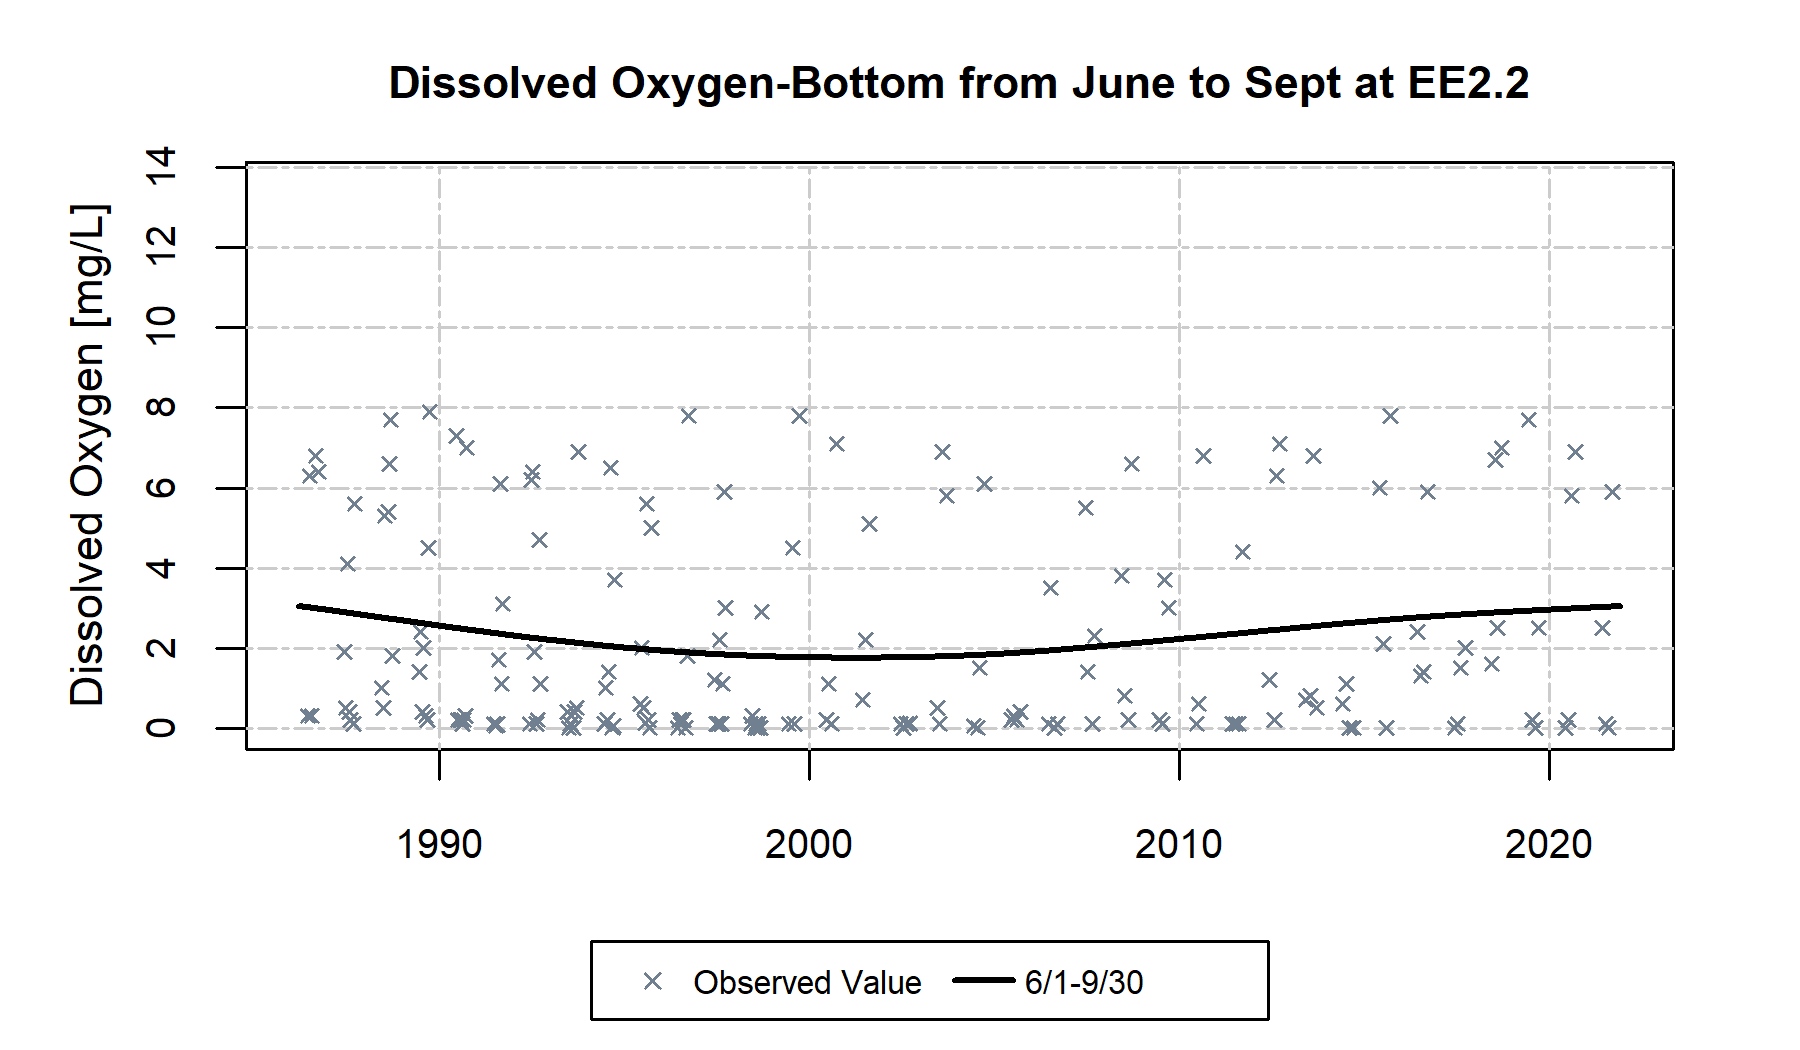 Dissolved Oxygen-Bottom from June to Sept at EE2.2
Dissolved Oxygen [mg/L]
14
12
10
8
6
4
2
0
1990 2000 2010 2020
Observed Value 6/1-9/30